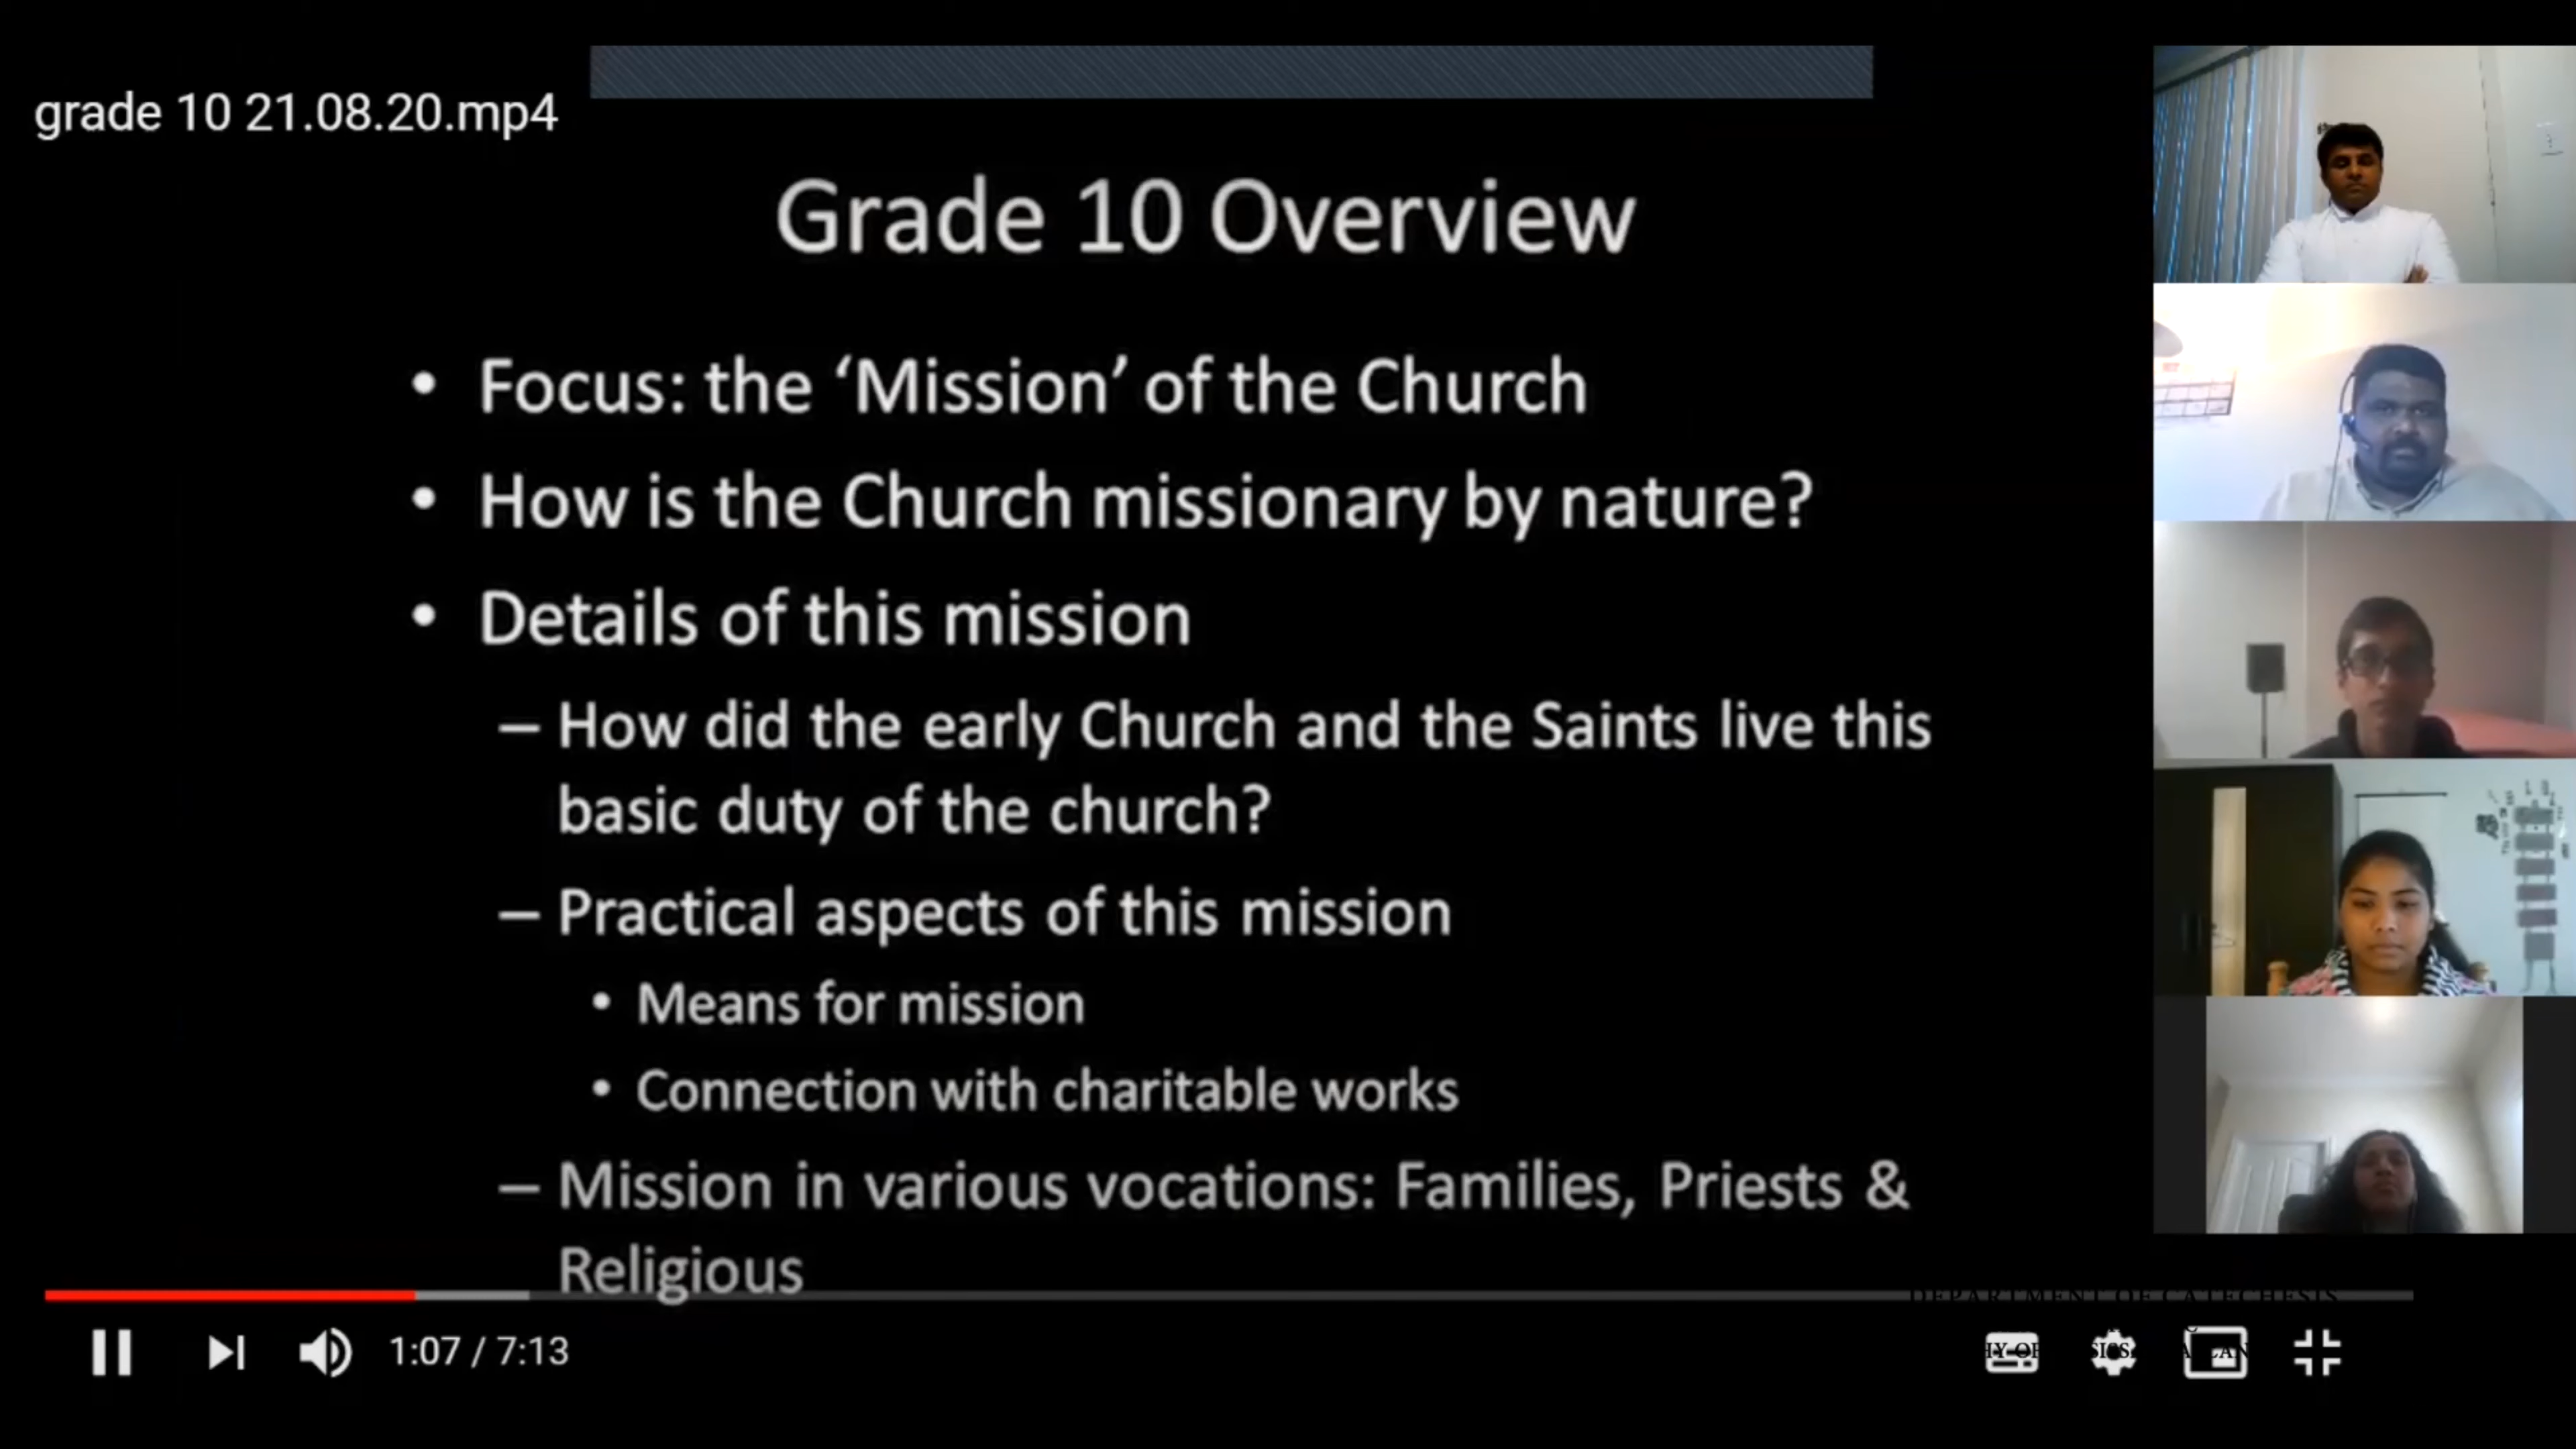 grade 10 21.08.20.mp4
Grade 10 Overview
• Focus: the ‘Mission’ of the Church
• How is the Church missionary by nature?
• Details of this mission
– How did the early Church and the Saints live this
basic duty of the church?
– Practical aspects of this mission
• Means for mission
• Connection with charitable works
– Mission in various vocations: Families, Priests &
Religious
DEPARTMENT OF CATECHESIS
1:07 / 7:13